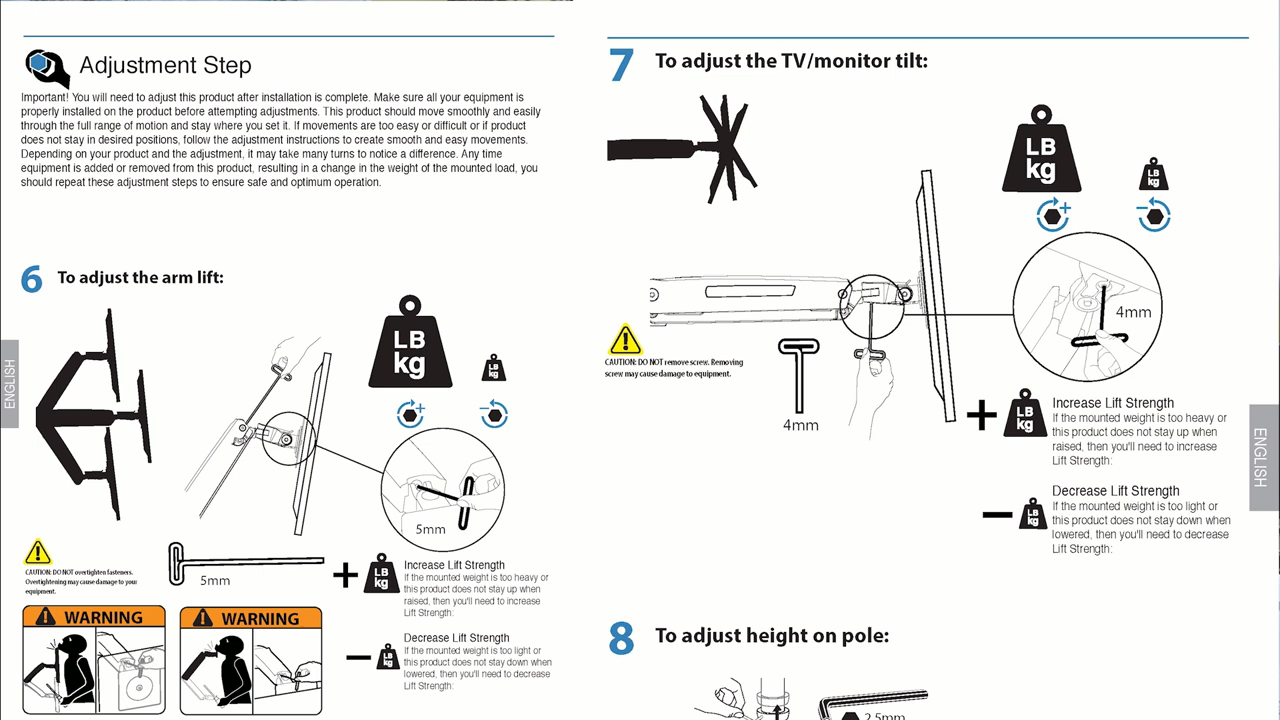 Adjustment Step
Important! You will need to adjust this product after installation is complete. Make sure all your equipment is
properly installed on the product before attempting adjustments. This product should move smoothly and easily
through the full range of motion and stay where you set it. If movements are too easy or difficult or if product
does not stay in desired positions, follow the adjustment instructions to create smooth and easy movements.
Depending on your product and the adjustment, it may take many turns to notice a difference. Any time
equipment is added or removed from this product, resulting in a change in the weight of the mounted load, you
should repeat these adjustment steps to ensure safe and optimum operation.
6 To adjust the arm lift:
LB
kg
LB
kg
+
−
ENGLISH
5mm
CAUTION: DO NOT overtighten fasteners.
Overtightening may cause damage to your
equipment.
5mm
+
LB
kg
Increase Lift Strength
If the mounted weight is too heavy or
this product does not stay up when
raised, then you'll need to increase
Lift Strength:
WARNING
WARNING
−
LB
kg
Decrease Lift Strength
If the mounted weight is too light or
this product does not stay down when
lowered, then you'll need to decrease
Lift Strength:
7 To adjust the TV/monitor tilt:
LB
kg
LB
kg
+
−
4mm
CAUTION: DO NOT remove screw. Removing
screw may cause damage to equipment.
4mm
+
LB
kg
Increase Lift Strength
If the mounted weight is too heavy or
this product does not stay up when
raised, then you'll need to increase
Lift Strength:
−
LB
kg
Decrease Lift Strength
If the mounted weight is too light or
this product does not stay down when
lowered, then you'll need to decrease
Lift Strength:
ENGLISH
8 To adjust height on pole:
2.5mm